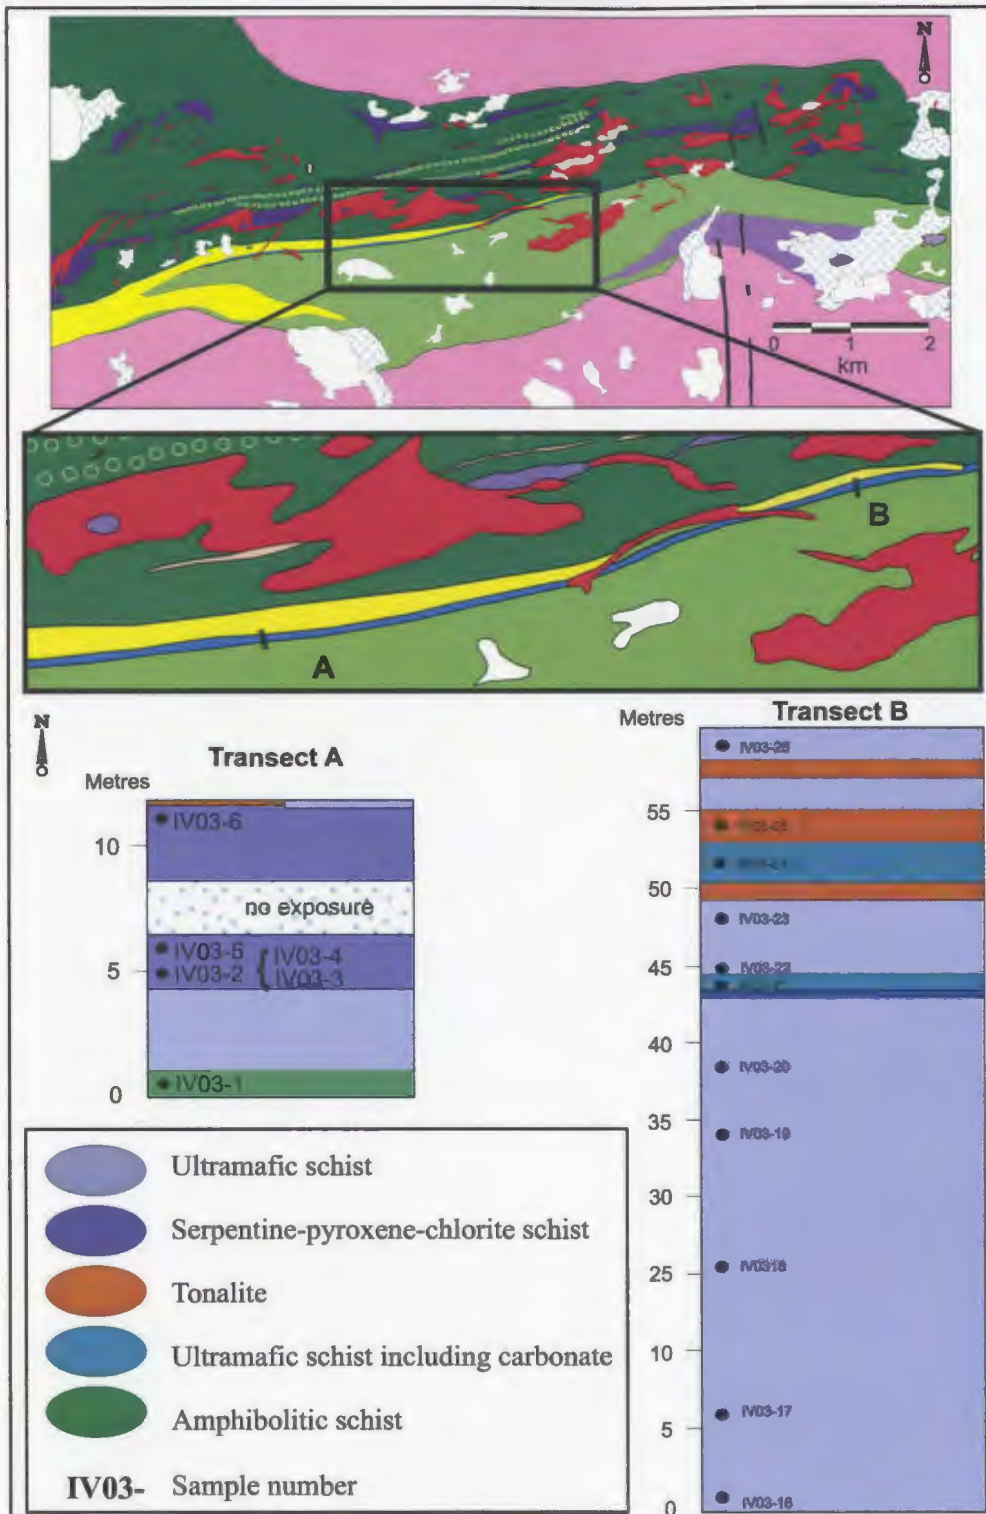 N
0 1 2
km
A
B
N
Transect A
Metres
10
5
0
IV03-6
no exposure
IV03-5
IV03-2
IV03-4
IV03-3
IV03-1
Metres
Transect B
55
50
45
40
35
30
25
10
5
0
IV03-23
IV03-22
IV03-20
IV03-19
IV0318
IV03-17
IV03-16
Ultramafic schist
Serpentine-pyroxene-chlorite schist
Tonalite
Ultramafic schist including carbonate
Amphibolitic schist
IV03- Sample number